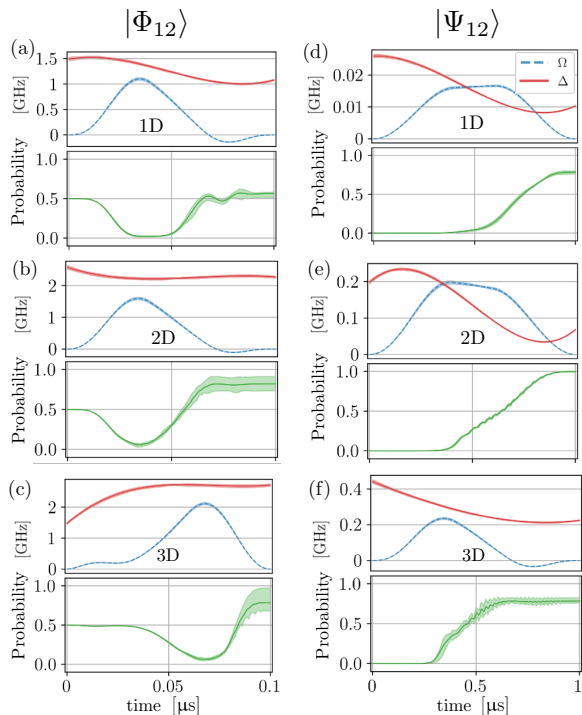 |Φ₁₂⟩
|Ψ₁₂⟩
(a)
1.5
1
0.5
0
[GHz]
1D
1.0
0.5
0.0
Probability
(b)
2
1
0
[GHz]
2D
1.0
0.5
0.0
Probability
(c)
2
1
0
[GHz]
3D
1.0
0.5
0.0
Probability
0
0.05
0.1
time [μs]
(d)
0.02
0.01
0
[GHz]
Ω
Δ
1D
1.0
0.5
0.0
Probability
(e)
0.2
0.1
0
[GHz]
2D
1.0
0.5
0.0
Probability
(f)
0.4
0.2
0
[GHz]
3D
1.0
0.5
0.0
Probability
0
0.5
1
time [μs]